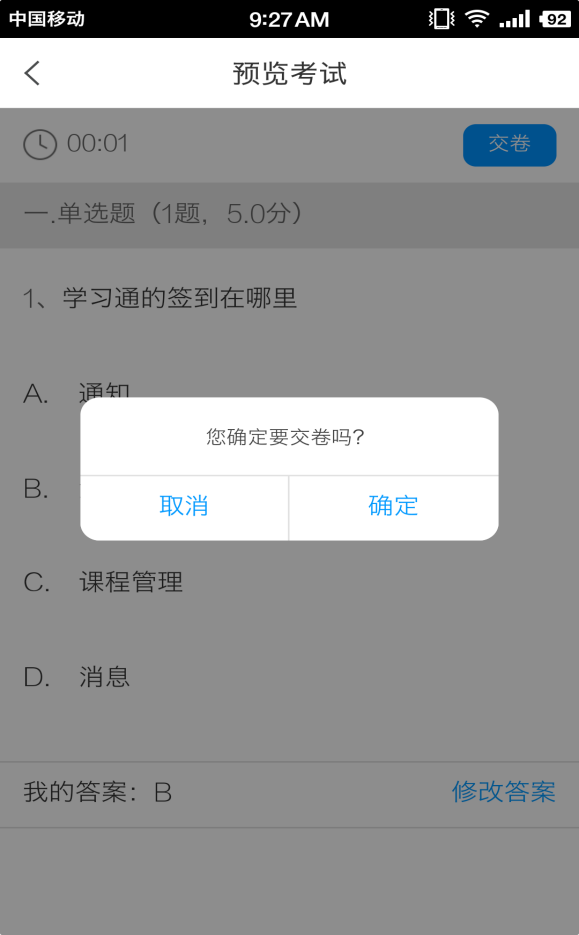 中国移动 9:27 AM 92
预览考试
00:01 交卷
一.单选题（1题，5.0分）
1、学习通的签到在哪里
A. 通知
您确定要交卷吗?
B.
取消 确定
C. 课程管理
D. 消息
我的答案：B 修改答案